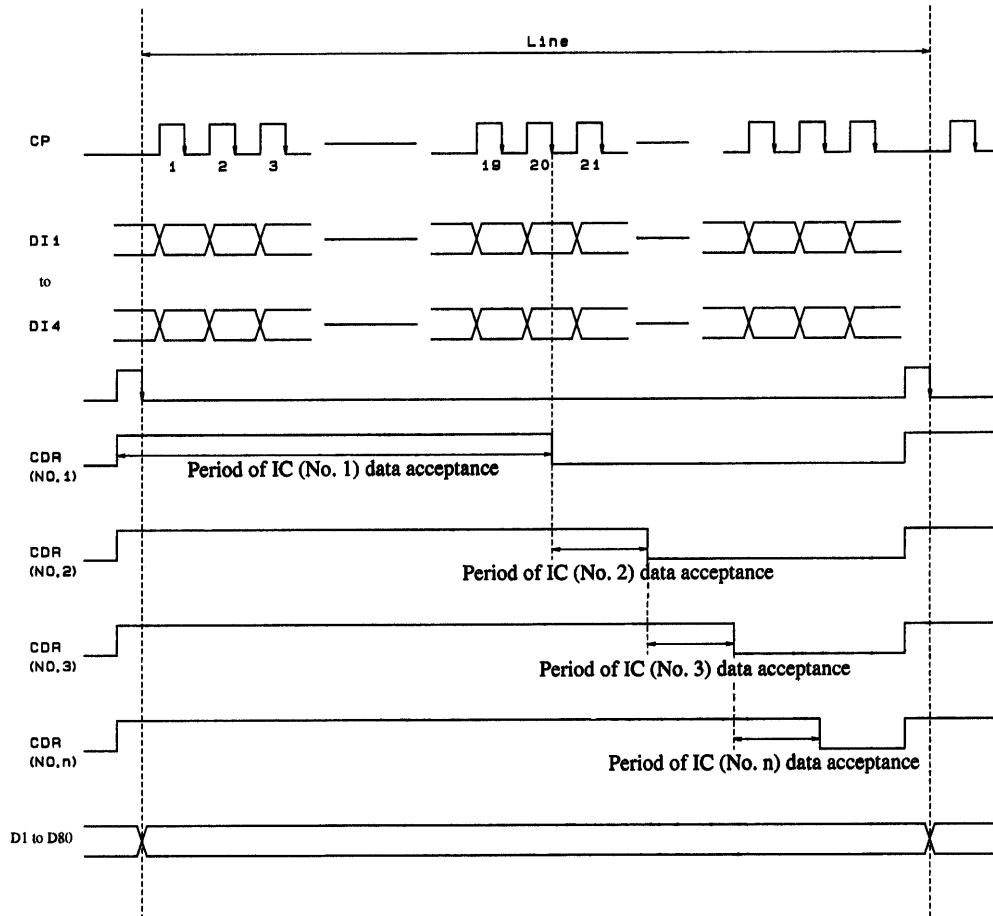 Line
CP
1 2 3 19 20 21
DI1
to
DI4
CDR
(NO.1)
Period of IC (No. 1) data acceptance
CDR
(NO.2)
Period of IC (No. 2) data acceptance
CDR
(NO.3)
Period of IC (No. 3) data acceptance
CDR
(NO.n)
Period of IC (No. n) data acceptance
D1 to D80